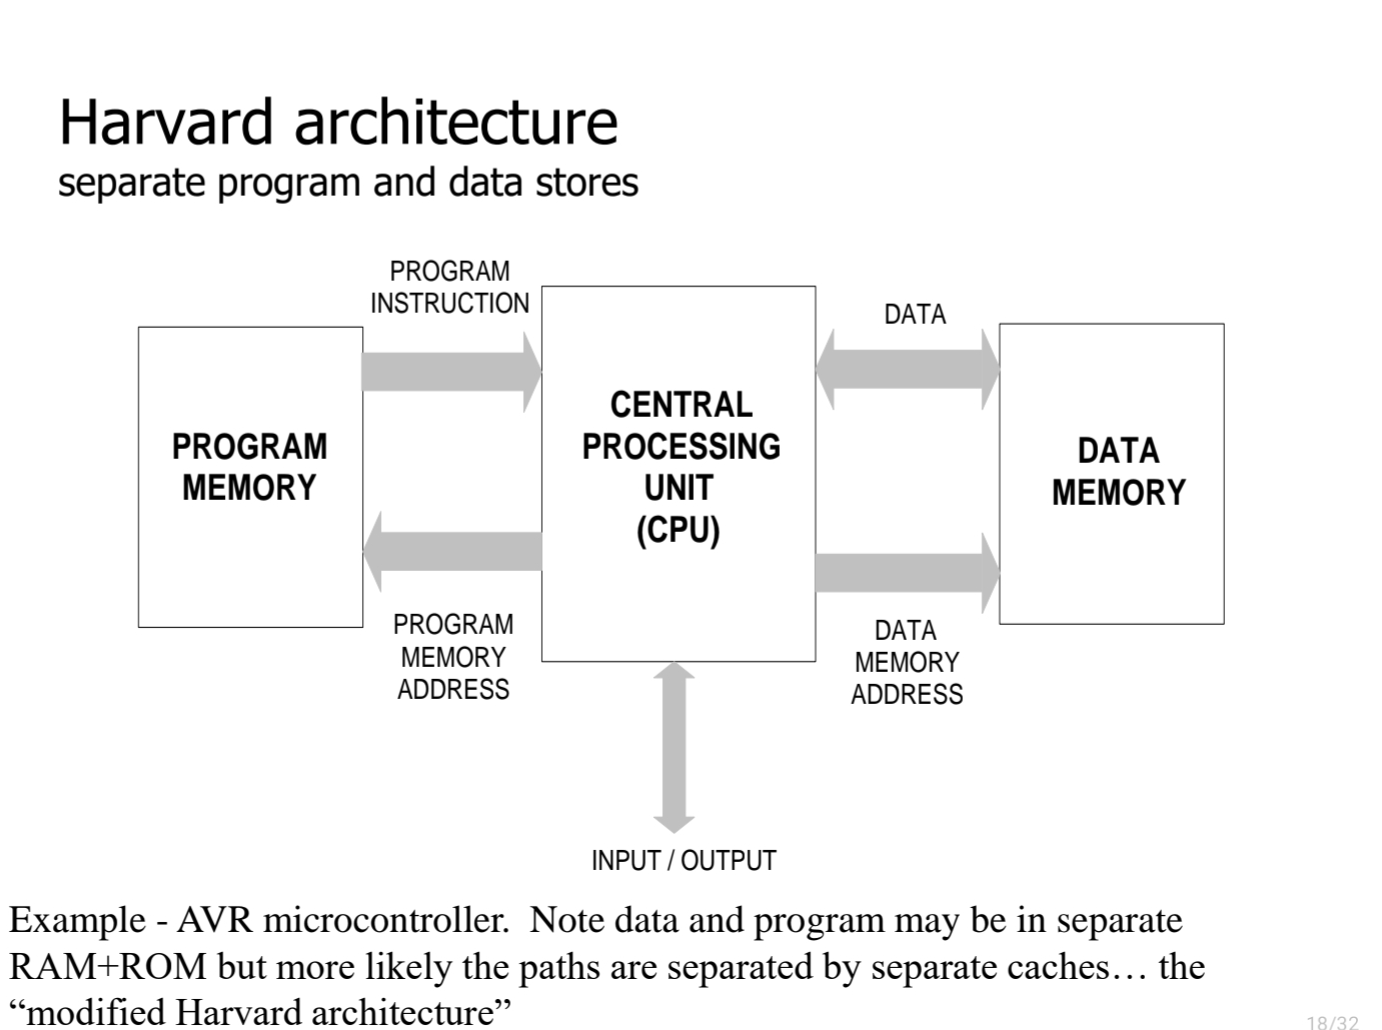 Harvard architecture
separate program and data stores
PROGRAM
INSTRUCTION
DATA
PROGRAM
MEMORY
CENTRAL
PROCESSING
UNIT
(CPU)
DATA
MEMORY
PROGRAM
MEMORY
ADDRESS
DATA
MEMORY
ADDRESS
INPUT / OUTPUT
Example - AVR microcontroller.  Note data and program may be in separate
RAM+ROM but more likely the paths are separated by separate caches… the
“modified Harvard architecture”
18/32